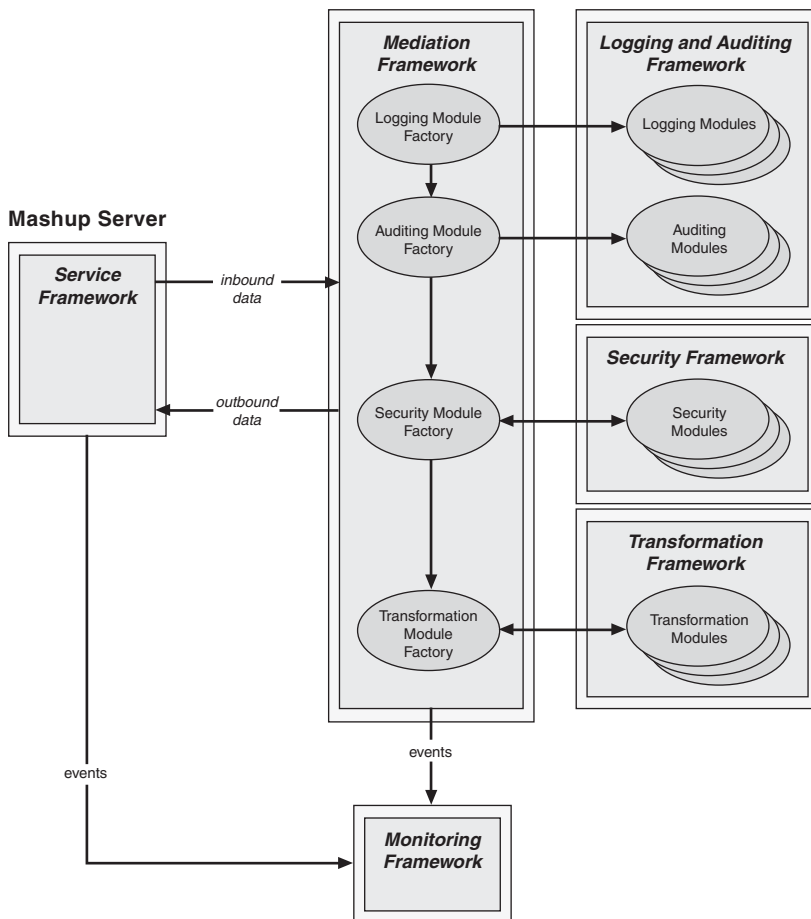 Mediation
Framework
Logging and Auditing
Framework
Logging Module
Factory
Logging Modules
Mashup Server
Auditing Module
Factory
Auditing
Modules
Service
Framework
inbound
data
Security Framework
outbound
data
Security Module
Factory
Security
Modules
Transformation
Framework
Transformation
Module
Factory
Transformation
Modules
events
events
Monitoring
Framework